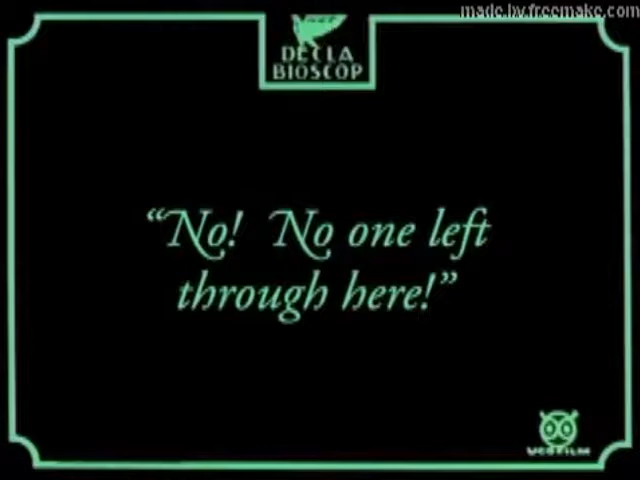 made.by.freemake.com
DECLA
BIOSCOP
“No! No one left
through here!”